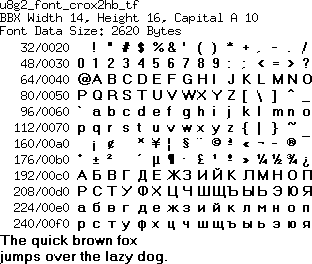 u8g2_font_crox2hb_tf
BBX Width 14, Height 16, Capital A 10
Font Data Size: 2620 Bytes
32/0020 ! " # $ % & ' ( ) * + , - . /
48/0030 0 1 2 3 4 5 6 7 8 9 : ; < = > ?
64/0040 @ A B C D E F G H I J K L M N O
80/0050 P Q R S T U V W X Y Z [ \ ] ^ _
96/0060 ` a b c d e f g h i j k l m n o
112/0070 p q r s t u v w x y z { | } ~
160/00a0 ¡ ¢ ¥ ¦ § ¨ © ª « ¬ - ®
176/00b0 ° ± ² ´ µ ¶ · £ ¹ º » ¼ ½ ¾ ¿
192/00c0 А Б В Г Д Е Ж З И Й К Л М Н О П
208/00d0 Р С Т У Ф Х Ц Ч Ш Щ Ъ Ы Ь Э Ю Я
224/00e0 а б в г д е ж з и й к л м н о п
240/00f0 р с т у ф х ц ч ш щ ъ ы ь э ю я
The quick brown fox
jumps over the lazy dog.